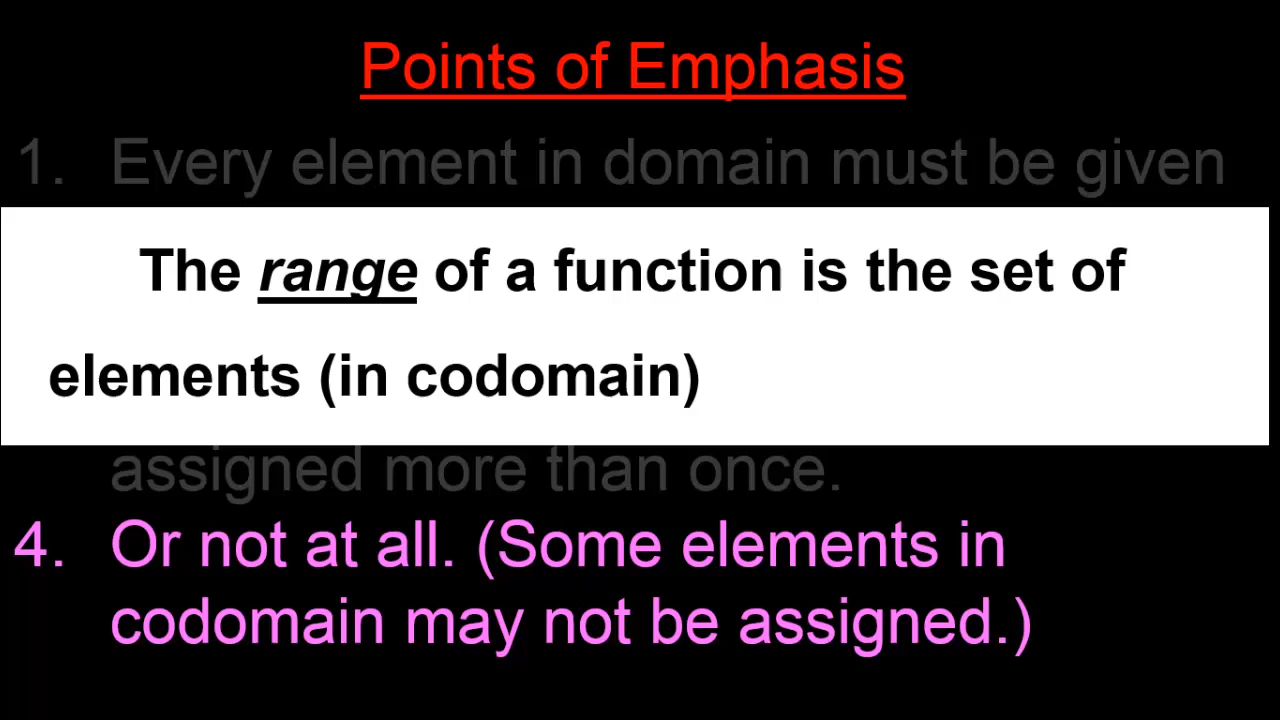 Points of Emphasis
1. Every element in domain must be given
The range of a function is the set of
elements (in codomain)
assigned more than once.
4. Or not at all. (Some elements in
codomain may not be assigned.)